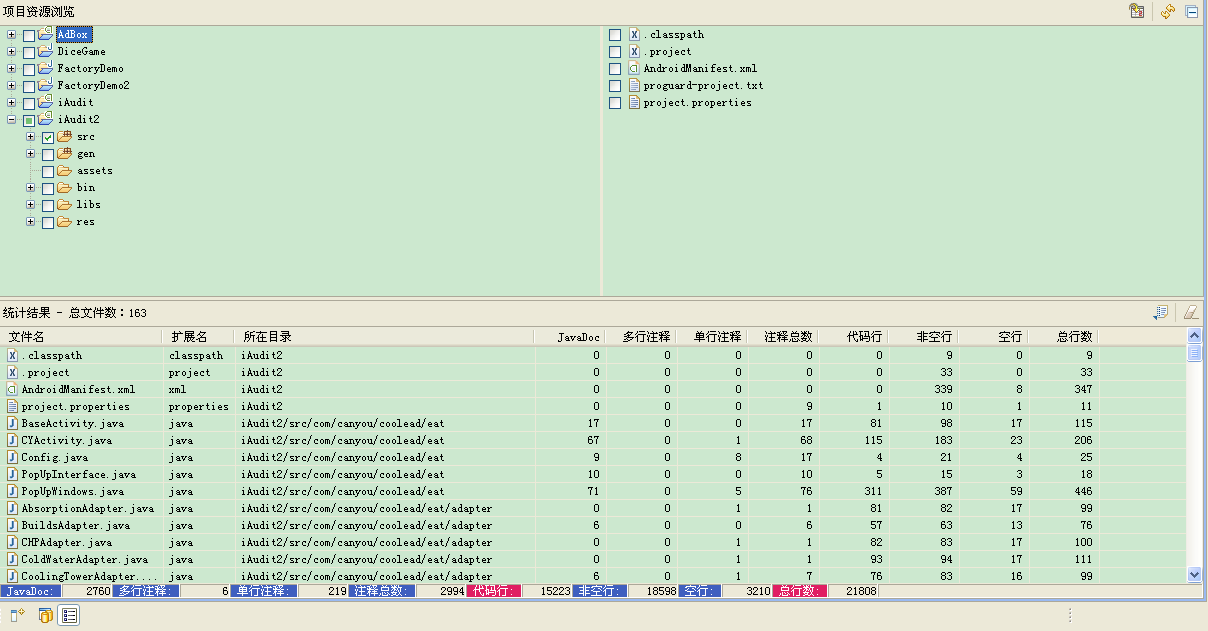 项目资源浏览
AdBox
DiceGame
FactoryDemo
FactoryDemo2
iAudit
iAudit2
src
gen
assets
bin
libs
res
.classpath
.project
AndroidManifest.xml
proguard-project.txt
project.properties
统计结果 - 总文件数：163
文件名 扩展名 所在目录 JavaDoc 多行注释 单行注释 注释总数 代码行 非空行 空行 总行数
.classpath classpath iAudit2 0 0 0 0 0 9 0 9
.project project iAudit2 0 0 0 0 0 33 0 33
AndroidManifest.xml xml iAudit2 0 0 0 0 0 339 8 347
project.properties properties iAudit2 0 0 0 9 1 10 1 11
BaseActivity.java java iAudit2/src/com/canyou/coolead/eat 17 0 0 17 81 98 17 115
CYActivity.java java iAudit2/src/com/canyou/coolead/eat 67 0 1 68 115 183 23 206
Config.java java iAudit2/src/com/canyou/coolead/eat 9 0 8 17 4 21 4 25
PopUpInterface.java java iAudit2/src/com/canyou/coolead/eat 10 0 0 10 5 15 3 18
PopUpWindows.java java iAudit2/src/com/canyou/coolead/eat 71 0 5 76 311 387 59 446
AbsorptionAdapter.java java iAudit2/src/com/canyou/coolead/eat/adapter 0 0 1 1 81 82 17 99
BuildsAdapter.java java iAudit2/src/com/canyou/coolead/eat/adapter 6 0 0 6 57 63 13 76
CHPAdapter.java java iAudit2/src/com/canyou/coolead/eat/adapter 0 0 1 1 82 83 17 100
ColdWaterAdapter.java java iAudit2/src/com/canyou/coolead/eat/adapter 0 0 1 1 93 94 17 111
CoolingTowerAdapter.... java iAudit2/src/com/canyou/coolead/eat/adapter 6 0 1 7 76 83 16 99
JavaDoc: 2760 多行注释: 6 单行注释: 219 注释总数: 2994 代码行: 15223 非空行: 18598 空行: 3210 总行数: 21808